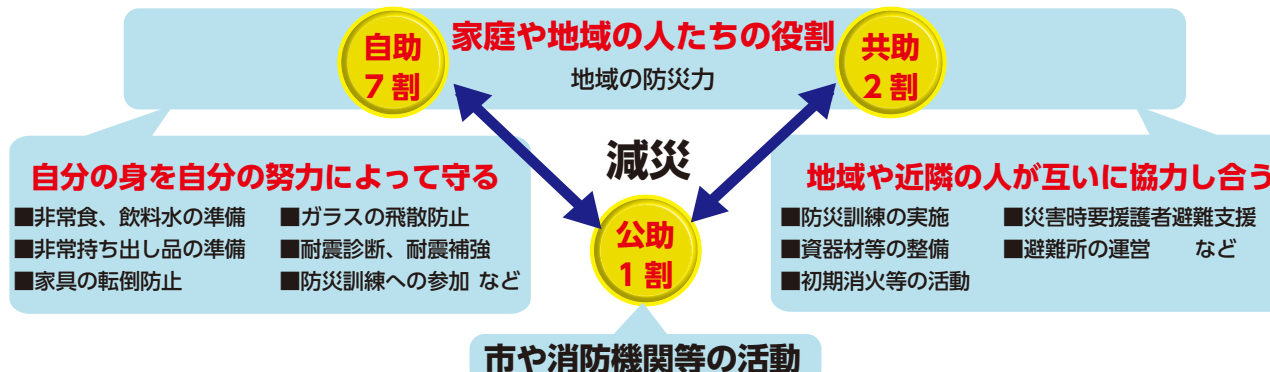 家庭や地域の人たちの役割
地域の防災力
自助
7割
共助
2割
減災
公助
1割
自分の身を自分の努力によって守る
■非常食、飲料水の準備
■非常持ち出し品の準備
■家具の転倒防止
■ガラスの飛散防止
■耐震診断、耐震補強
■防災訓練への参加 など
地域や近隣の人が互いに協力し合う
■防災訓練の実施
■資器材等の整備
■初期消火等の活動
■災害時要援護者避難支援
■避難所の運営 など
市や消防機関等の活動